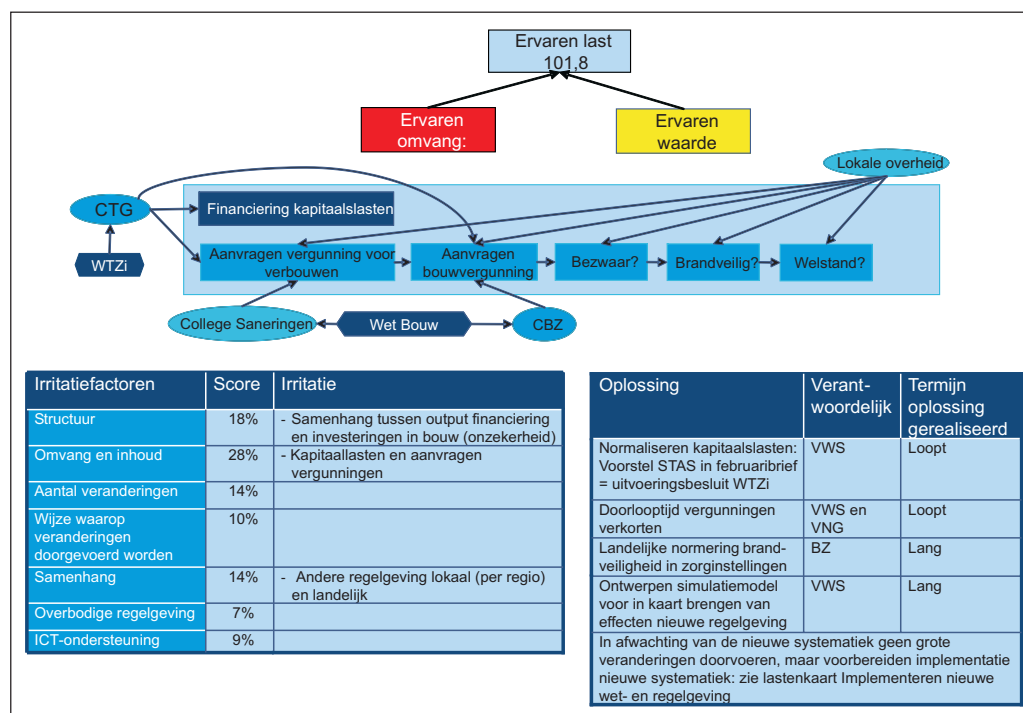 Ervaren last
101,8
Ervaren
omvang:
Ervaren
waarde
Lokale overheid
CTG
Financiering kapitaalslasten
WTZi
Aanvragen vergunning voor
verbouwen
Aanvragen
bouwvergunning
Bezwaar?
Brandveilig?
Welstand?
College Saneringen
Wet Bouw
CBZ
Irritatiefactoren Score Irritatie
Structuur 18% - Samenhang tussen output financiering
en investeringen in bouw (onzekerheid)
Omvang en inhoud 28% - Kapitaallasten en aanvragen
vergunningen
Aantal veranderingen 14%
Wijze waarop 10%
veranderingen
doorgevoerd worden
Samenhang 14% - Andere regelgeving lokaal (per regio)
en landelijk
Overbodige regelgeving 7%
ICT-ondersteuning 9%
Oplossing Verant- Termijn
woordelijk oplossing
gerealiseerd
Normaliseren kapitaalslasten: VWS Loopt
Voorstel STAS in februaribrief
= uitvoeringsbesluit WTZi
Doorlooptijd vergunningen VWS en Loopt
verkorten VNG
Landelijke normering brand- BZ Lang
veiligheid in zorginstellingen
Ontwerpen simulatiemodel VWS Lang
voor in kaart brengen van
effecten nieuwe regelgeving
In afwachting van de nieuwe systematiek geen grote
veranderingen doorvoeren, maar voorbereiden implementatie
nieuwe systematiek: zie lastenkaart Implementeren nieuwe
wet- en regelgeving